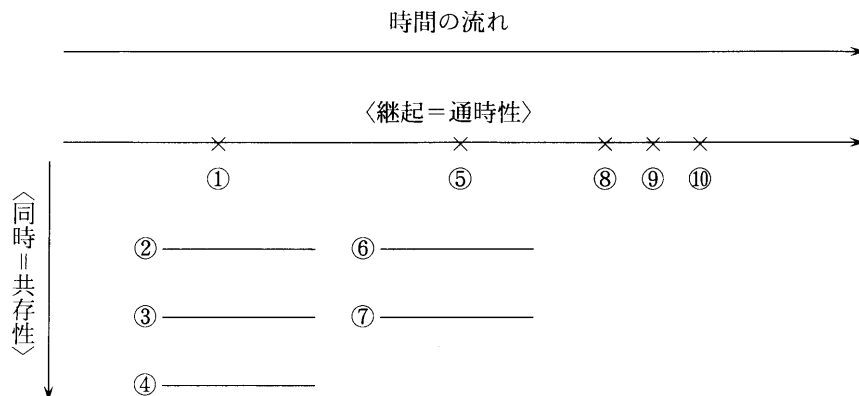 時間の流れ
〈継起＝通時性〉
① ⑤ ⑧ ⑨ ⑩
〈同時＝共存性〉
② ⑥
③ ⑦
④